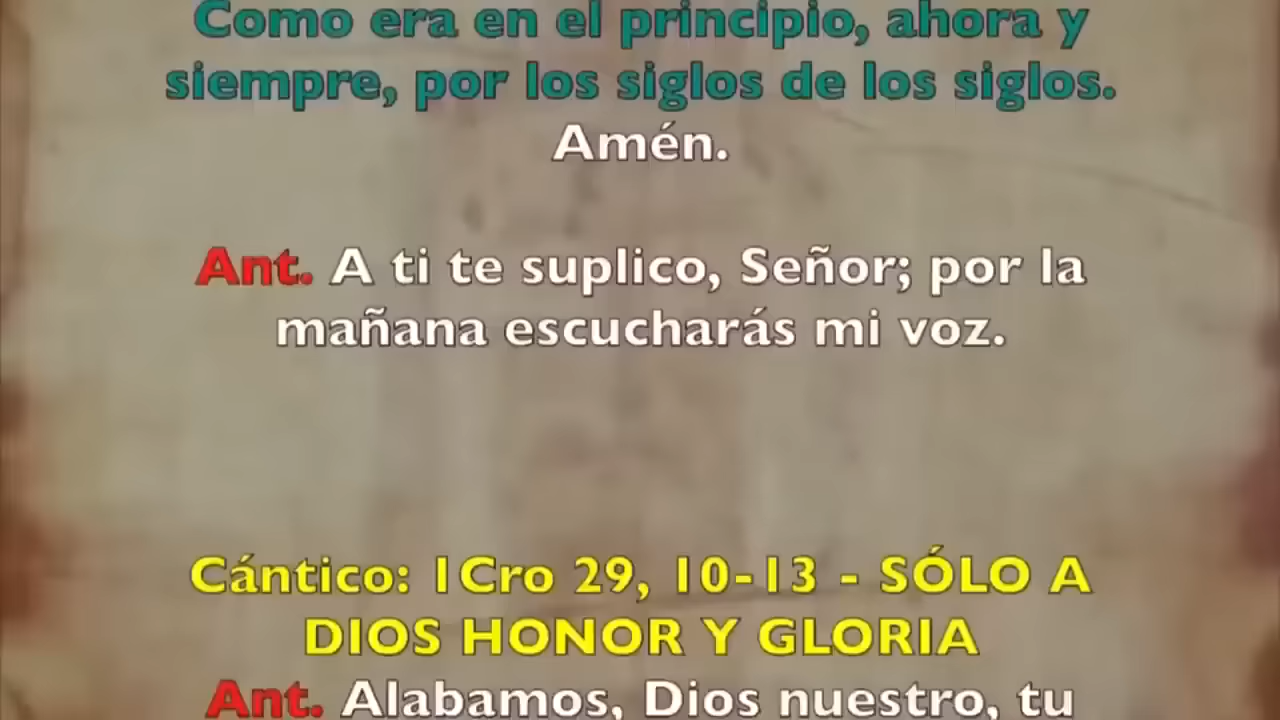 Como era en el principio, ahora y
siempre, por los siglos de los siglos.
Amén.
Ant. A ti te suplico, Señor; por la
mañana escucharás mi voz.
Cántico: 1Cro 29, 10-13 - SÓLO A
DIOS HONOR Y GLORIA
Ant. Alabamos, Dios nuestro, tu